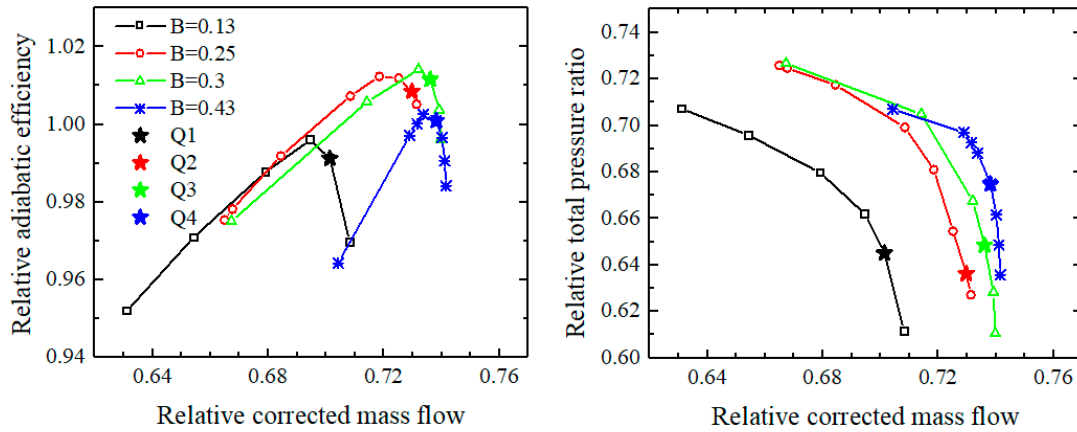 Relative adiabatic efficiency
1.02
1.00
0.98
0.96
0.94
B=0.13
B=0.25
B=0.3
B=0.43
Q1
Q2
Q3
Q4
0.64 0.68 0.72 0.76
Relative corrected mass flow
Relative total pressure ratio
0.74
0.72
0.70
0.68
0.66
0.64
0.62
0.60
0.64 0.68 0.72 0.76
Relative corrected mass flow